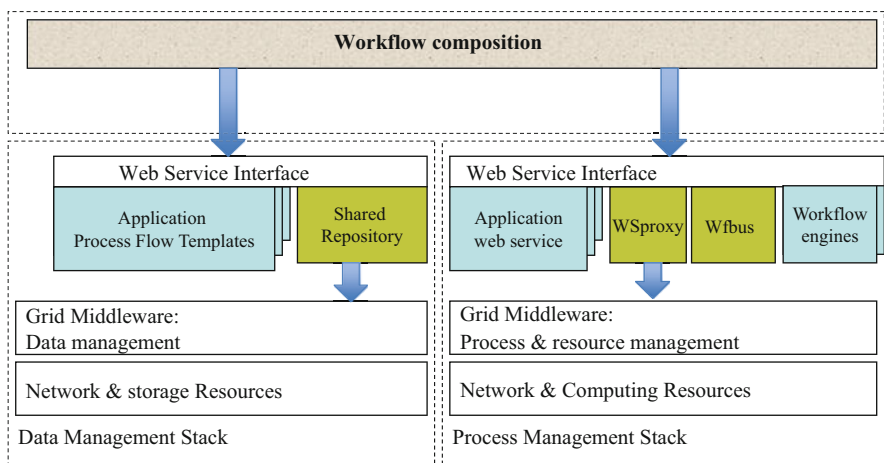 Workflow composition
Web Service Interface
Application
Process Flow Templates
Shared
Repository
Grid Middleware:
Data management
Network & storage Resources
Data Management Stack
Web Service Interface
Application
web service
WSproxy
Wfbus
Workflow
engines
Grid Middleware:
Process & resource management
Network & Computing Resources
Process Management Stack